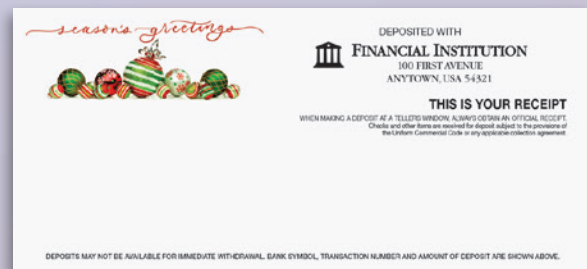 season's greetings
DEPOSITED WITH
FINANCIAL INSTITUTION
100 FIRST AVENUE
ANYTOWN, USA 54321
THIS IS YOUR RECEIPT
WHEN MAKING A DEPOSIT AT A TELLERS WINDOW, ALWAYS OBTAIN AN OFFICIAL RECEIPT.
Checks and other items are received for deposit subject to the provisions of
the Uniform Commercial Code or any applicable collection agreement.
DEPOSITS MAY NOT BE AVAILABLE FOR IMMEDIATE WITHDRAWAL. BANK SYMBOL, TRANSACTION NUMBER AND AMOUNT OF DEPOSIT ARE SHOWN ABOVE.